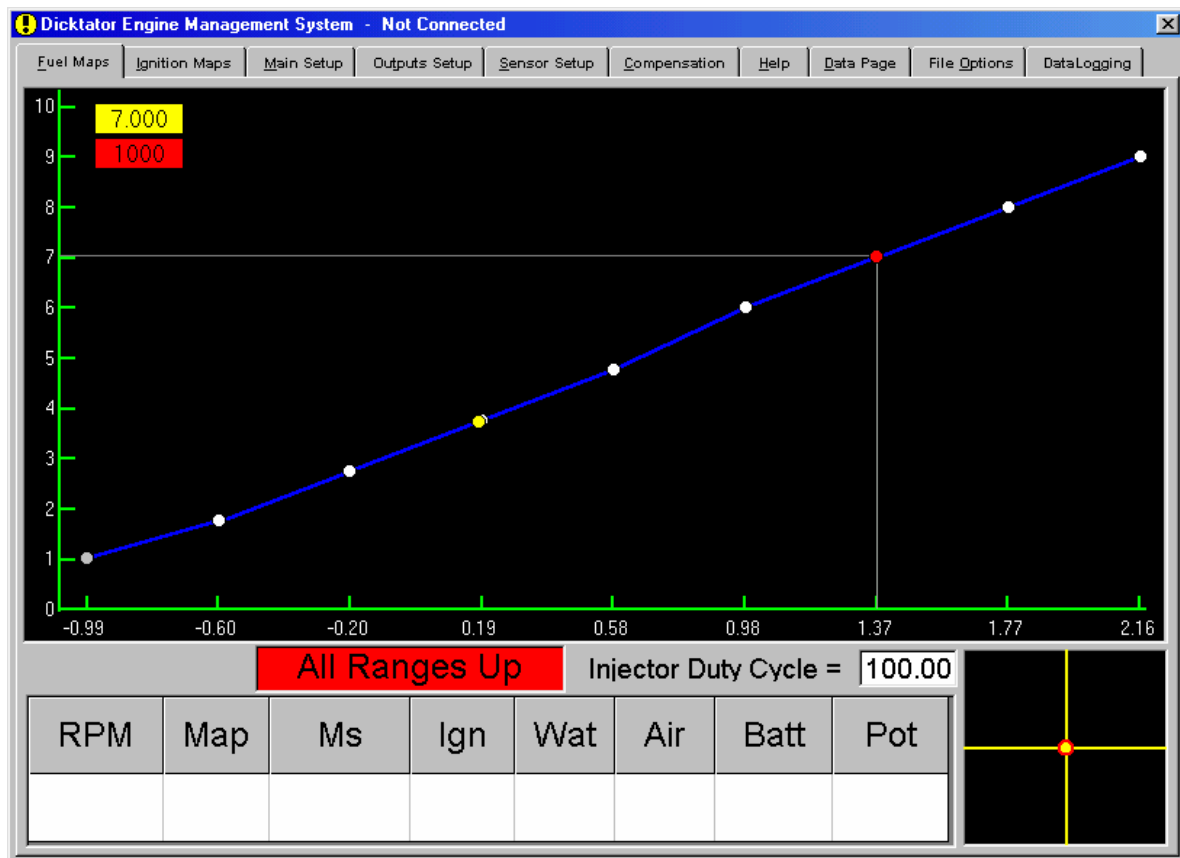 Dicktator Engine Management System - Not Connected
Fuel Maps Ignition Maps Main Setup Outputs Setup Sensor Setup Compensation Help Data Page File Options DataLogging
10
7.000
1000
9
8
7
6
5
4
3
2
1
0
-0.99 -0.60 -0.20 0.19 0.58 0.98 1.37 1.77 2.16
All Ranges Up Injector Duty Cycle = 100.00
RPM Map Ms Ign Wat Air Batt Pot